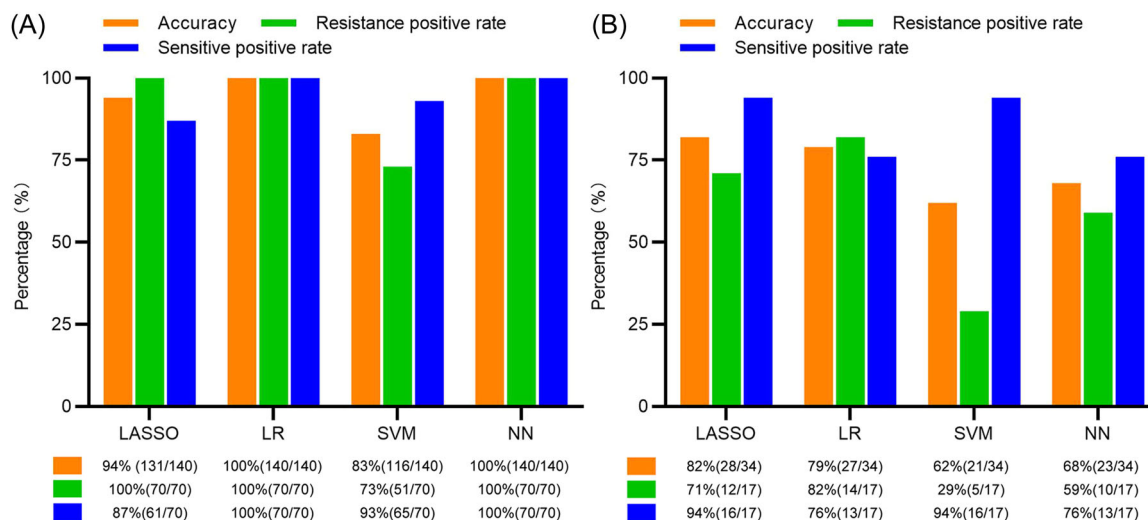 (A)
Accuracy Resistance positive rate
Sensitive positive rate
Percentage (%)
100
75
50
25
0
LASSO LR SVM NN
94% (131/140) 100%(140/140) 83%(116/140) 100%(140/140)
100%(70/70) 100%(70/70) 73%(51/70) 100%(70/70)
87%(61/70) 100%(70/70) 93%(65/70) 100%(70/70)
(B)
Accuracy Resistance positive rate
Sensitive positive rate
Percentage (%)
100
75
50
25
0
LASSO LR SVM NN
82%(28/34) 79%(27/34) 62%(21/34) 68%(23/34)
71%(12/17) 82%(14/17) 29%(5/17) 59%(10/17)
94%(16/17) 76%(13/17) 94%(16/17) 76%(13/17)